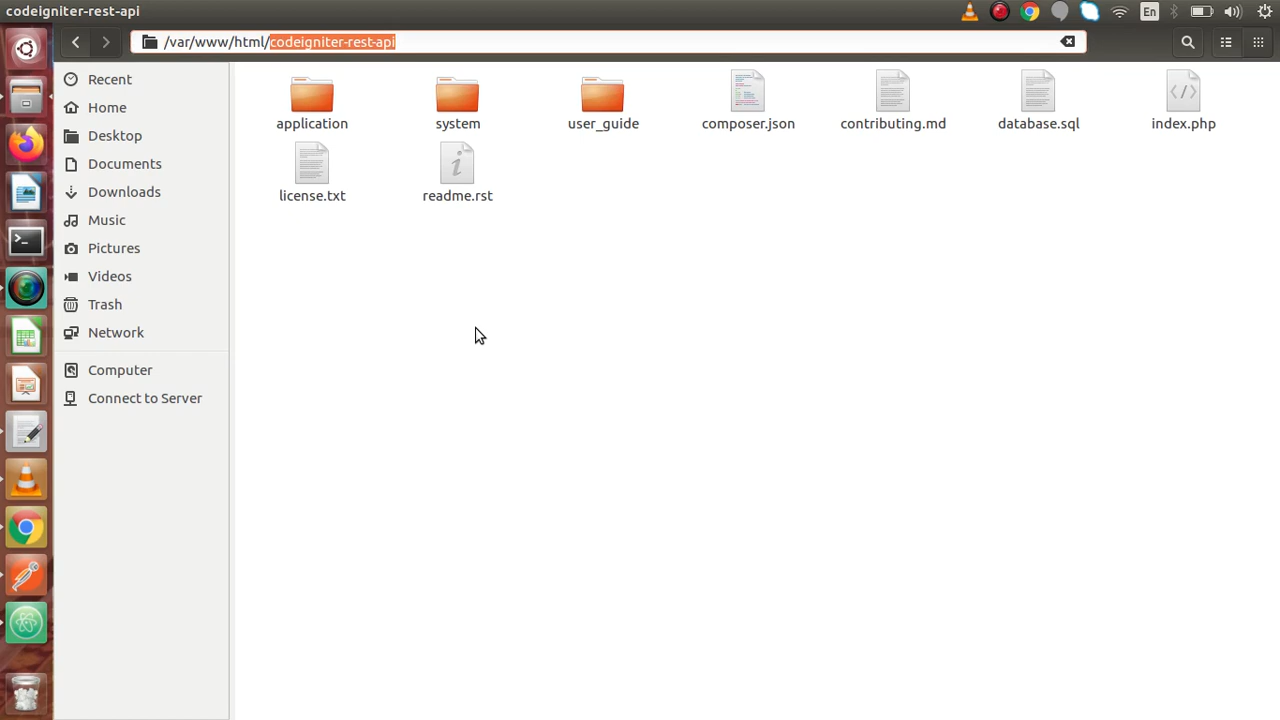 codeigniter-rest-api
En
/var/www/html/codeigniter-rest-api
Recent
Home
Desktop
Documents
Downloads
Music
Pictures
Videos
Trash
Network
Computer
Connect to Server
application
system
user_guide
composer.json
contributing.md
database.sql
index.php
license.txt
readme.rst